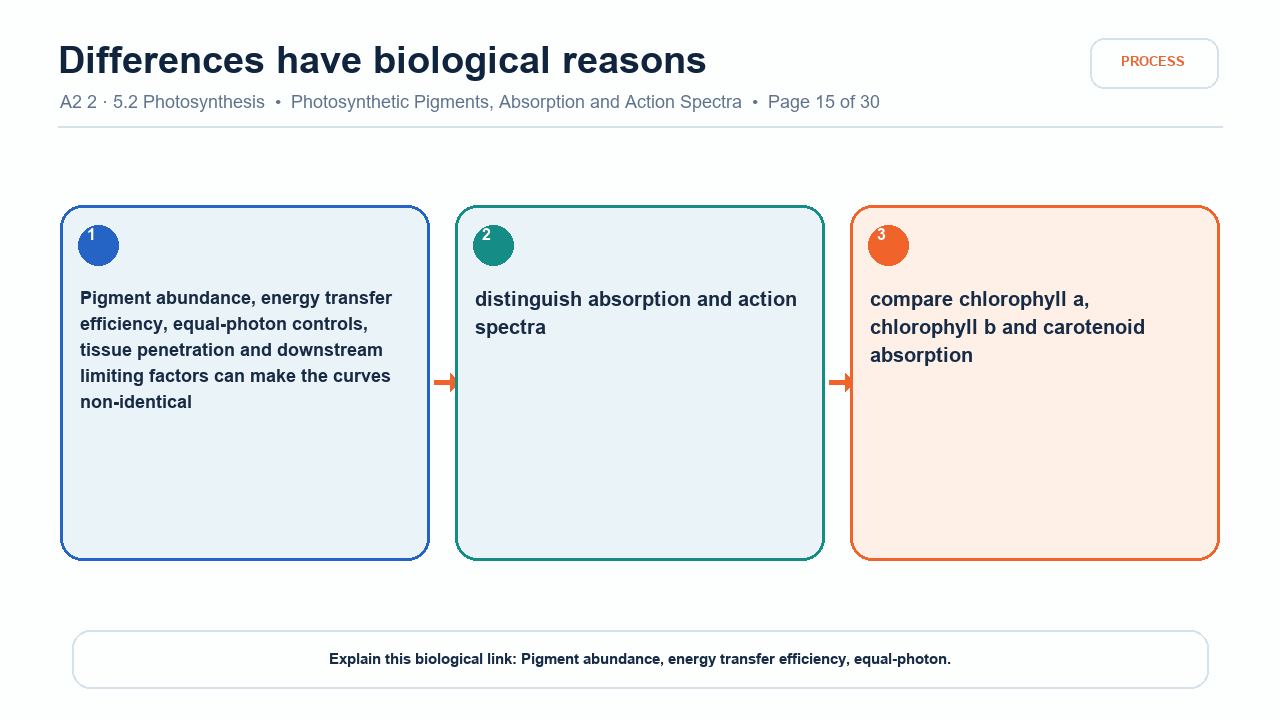 Differences have biological reasons
PROCESS
A2 2 · 5.2 Photosynthesis • Photosynthetic Pigments, Absorption and Action Spectra • Page 15 of 30
1
Pigment abundance, energy transfer
efficiency, equal-photon controls,
tissue penetration and downstream
limiting factors can make the curves
non-identical
2
distinguish absorption and action
spectra
3
compare chlorophyll a,
chlorophyll b and carotenoid
absorption
Explain this biological link: Pigment abundance, energy transfer efficiency, equal-photon.